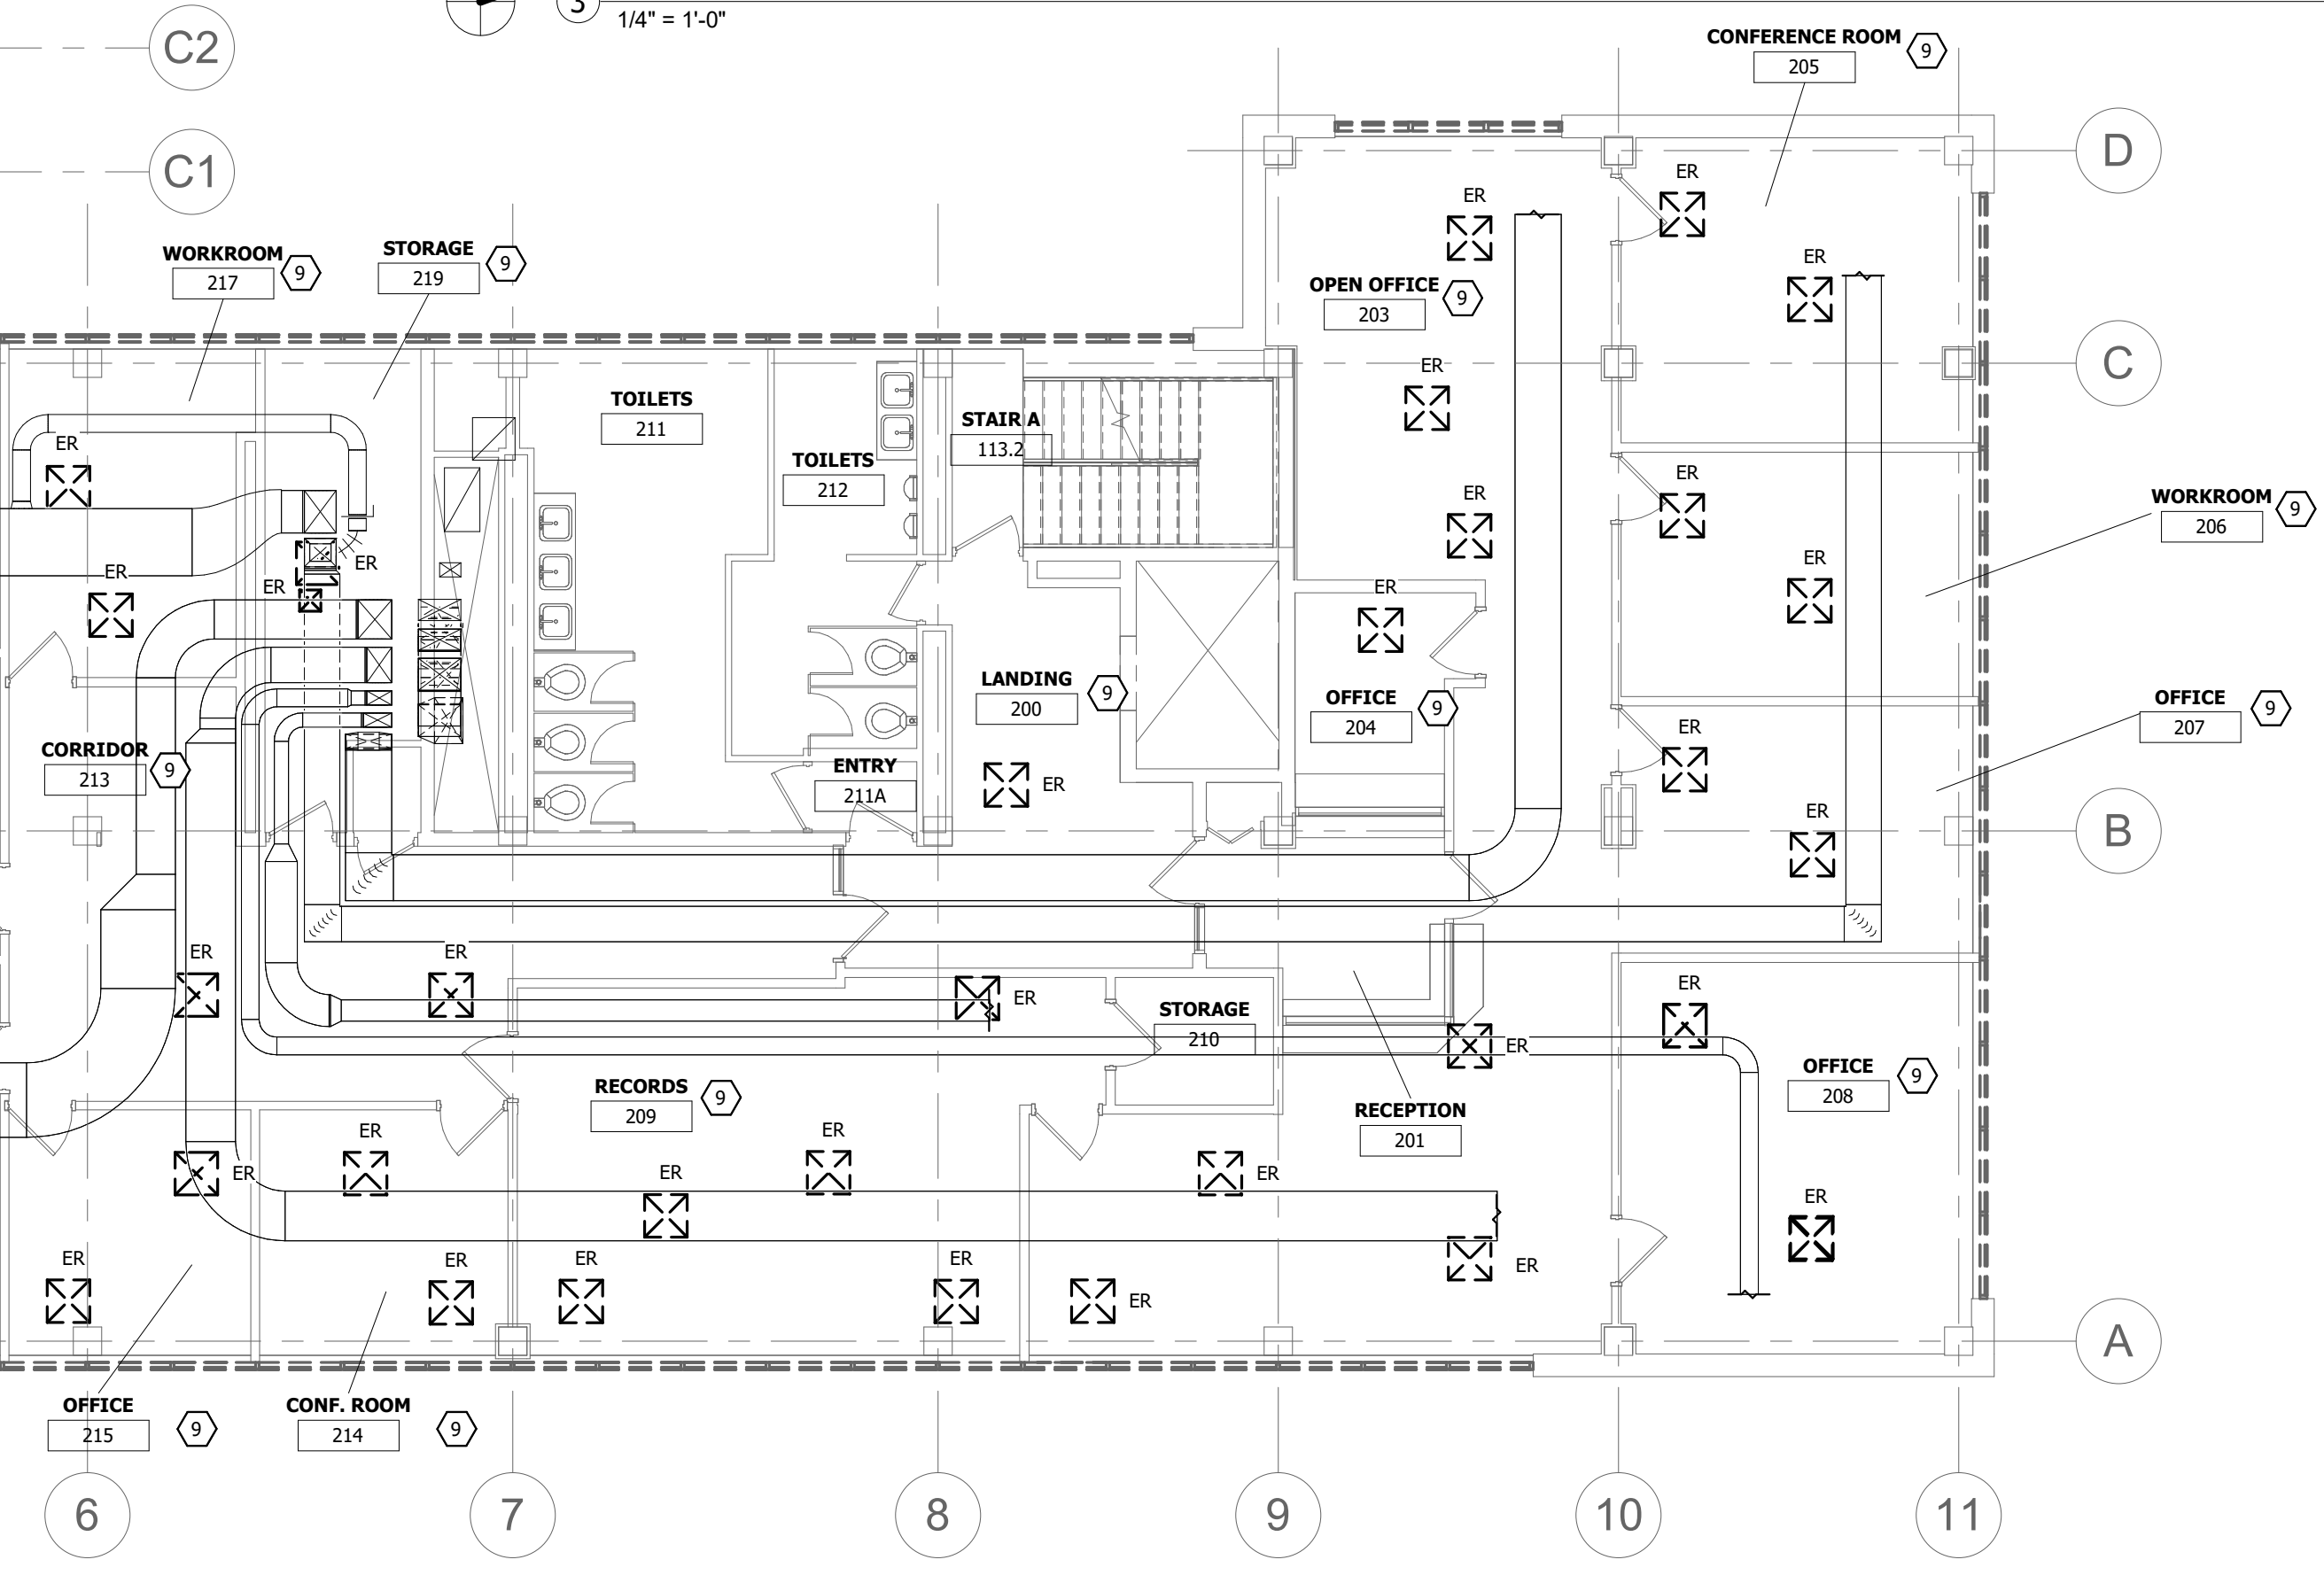 3
1/4" = 1'-0"
C2
CONFERENCE ROOM
9
205
D
C1
ER
ER
WORKROOM
9
217
STORAGE
9
219
ER
OPEN OFFICE
9
203
C
ER
TOILETS
211
STAIR A
113.2
ER
TOILETS
212
ER
ER
WORKROOM
9
206
ER
ER
ER
ER
ER
LANDING
9
200
OFFICE
9
204
OFFICE
9
207
ER
CORRIDOR
9
213
ENTRY
211A
ER
B
ER
ER
ER
STORAGE
210
ER
ER
OFFICE
9
208
RECORDS
9
209
RECEPTION
201
ER
ER
ER
ER
ER
ER
ER
ER
ER
ER
ER
ER
A
OFFICE
9
215
CONF. ROOM
9
214
6
7
8
9
10
11